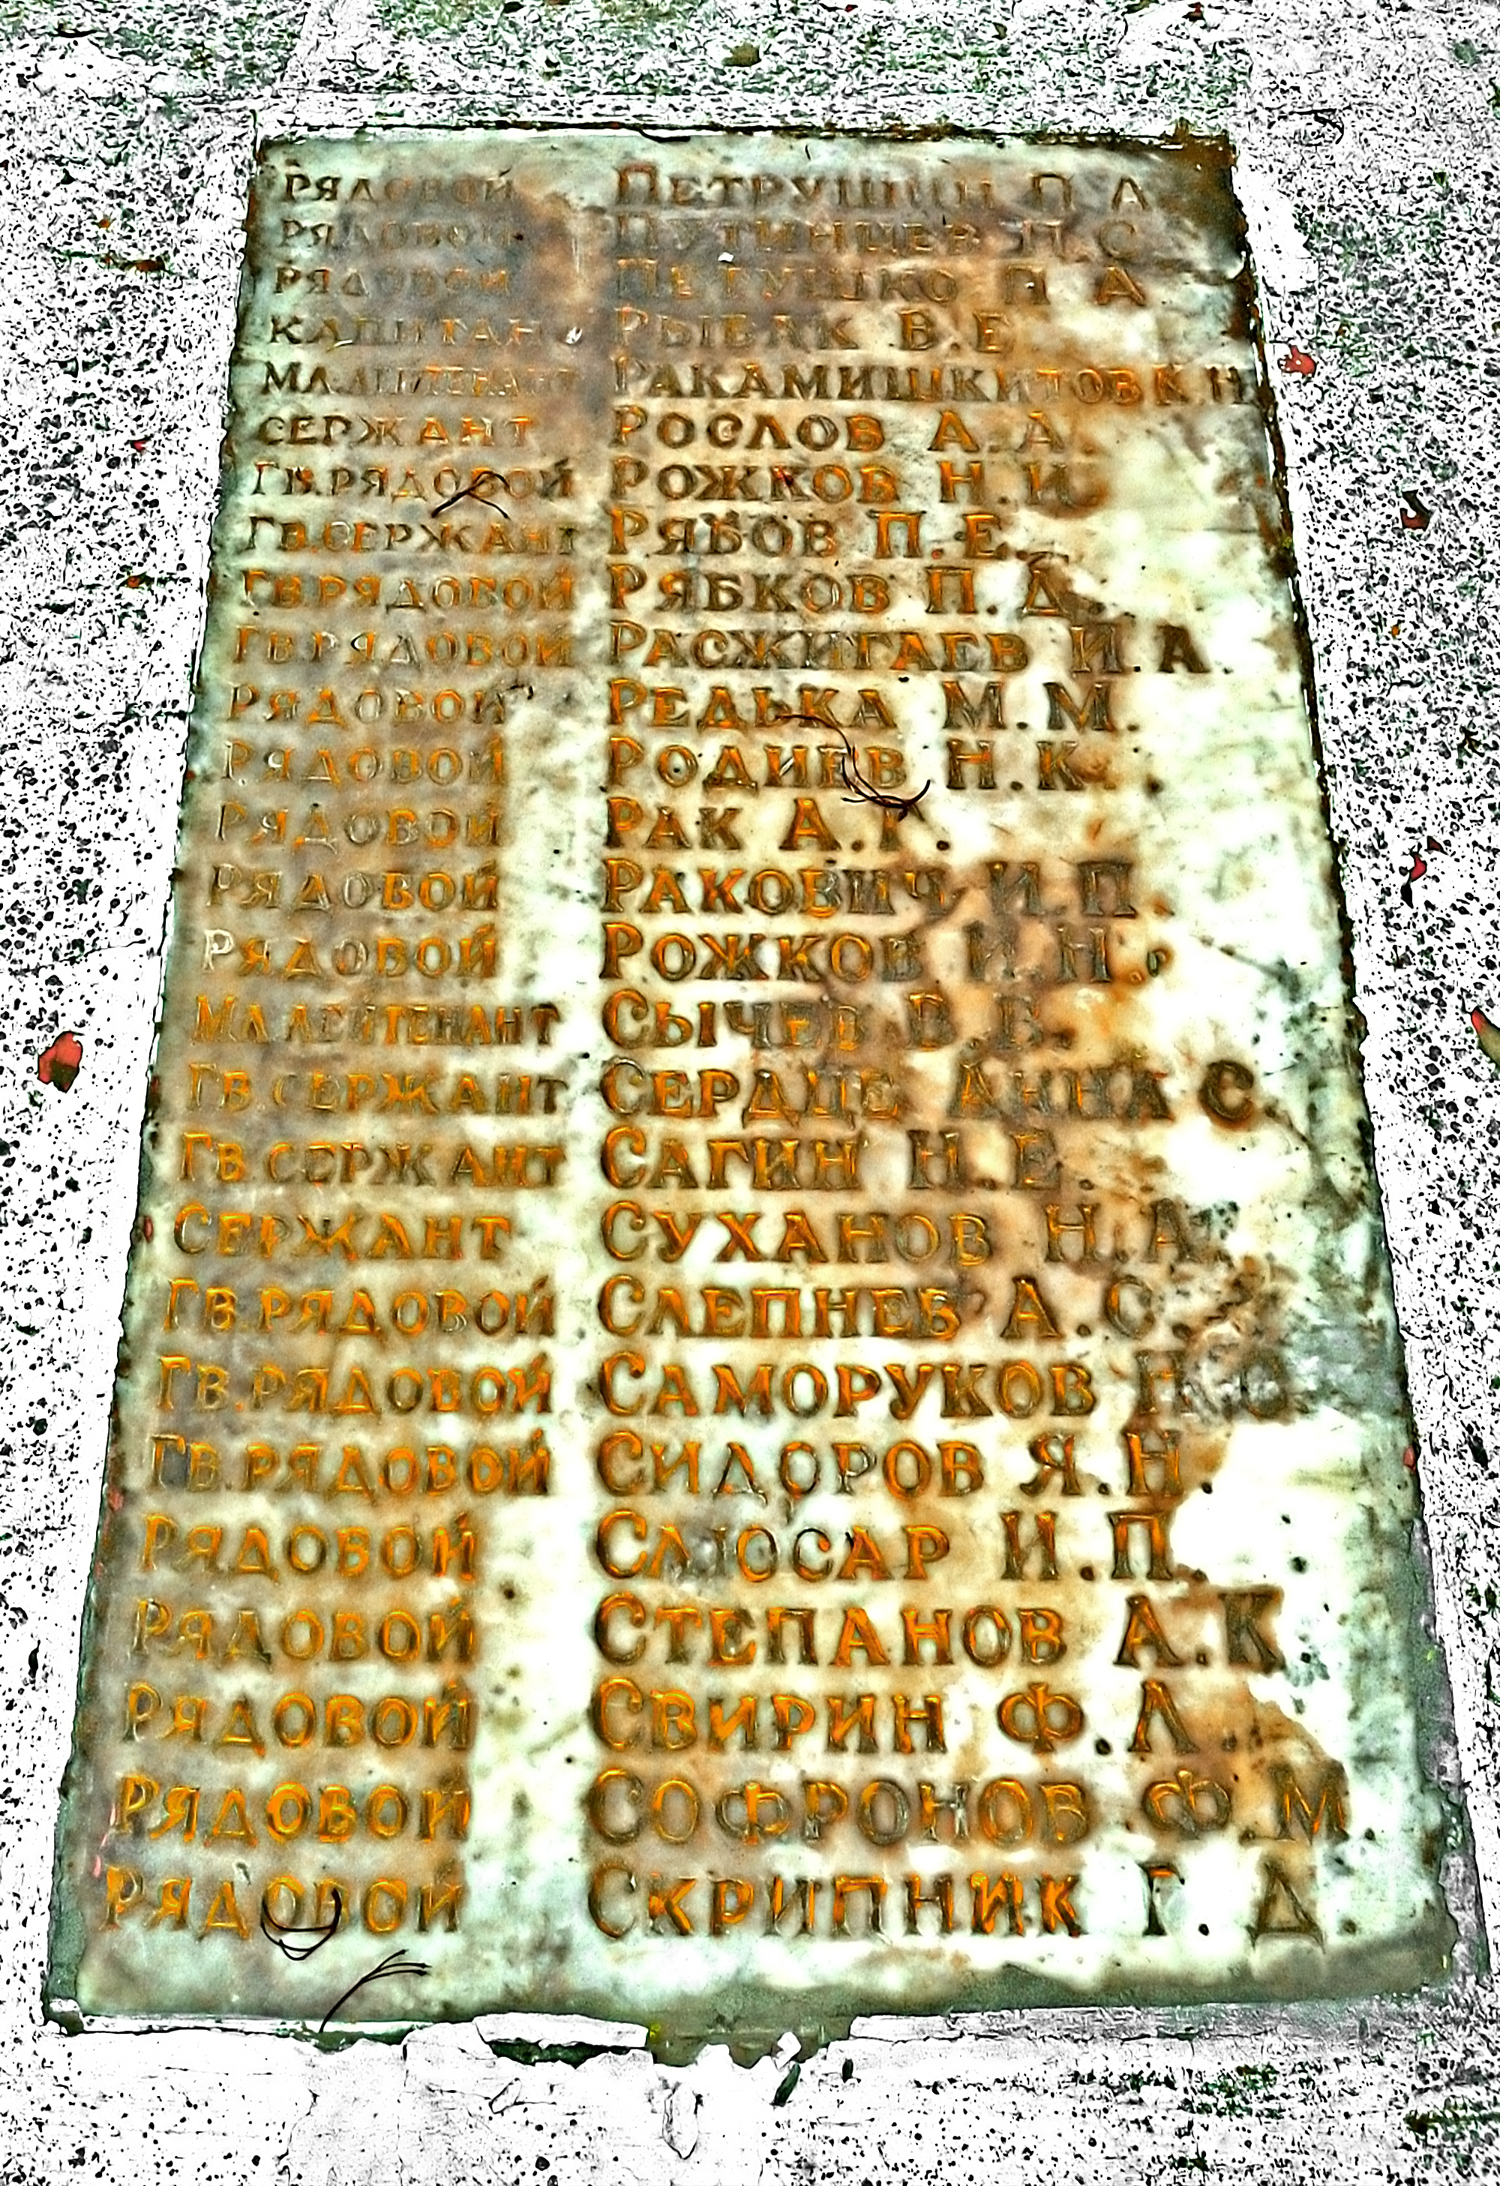 Рядовой Петрушин П А
Рядовой Путинцев П.С.
Рядовой Петушко П А
Капитан Рыбак В.Е
Мл.лейтенант Ракамишкитов К.Н
Сержант Рослов А.А.
Гв.рядовой Рожков Н.И
Гв.сержант Рябов П.Е.
Гв.рядовой Рябков П.Д.
Гв.рядовой Расжигаев И.А.
Рядовой Редька М.М.
Рядовой Родиев Н.К.
Рядовой Рак А.Г.
Рядовой Ракович И.П.
Рядовой Рожков И.Н.
Мл.лейтенант Сычев В.В.
Гв.сержант Сердце Анна С.
Гв.сержант Сагин Н.Е.
Сержант Суханов Н.А.
Гв.рядовой Слепнев А.С.
Гв.рядовой Саморуков
Гв.рядовой Сидоров Я.Н.
Рядовой Слюсар И.П.
Рядовой Степанов А.К
Рядовой Свирин Ф.Л.
Рядовой Софронов Ф.М
Рядовой Скрипник Г.Д.